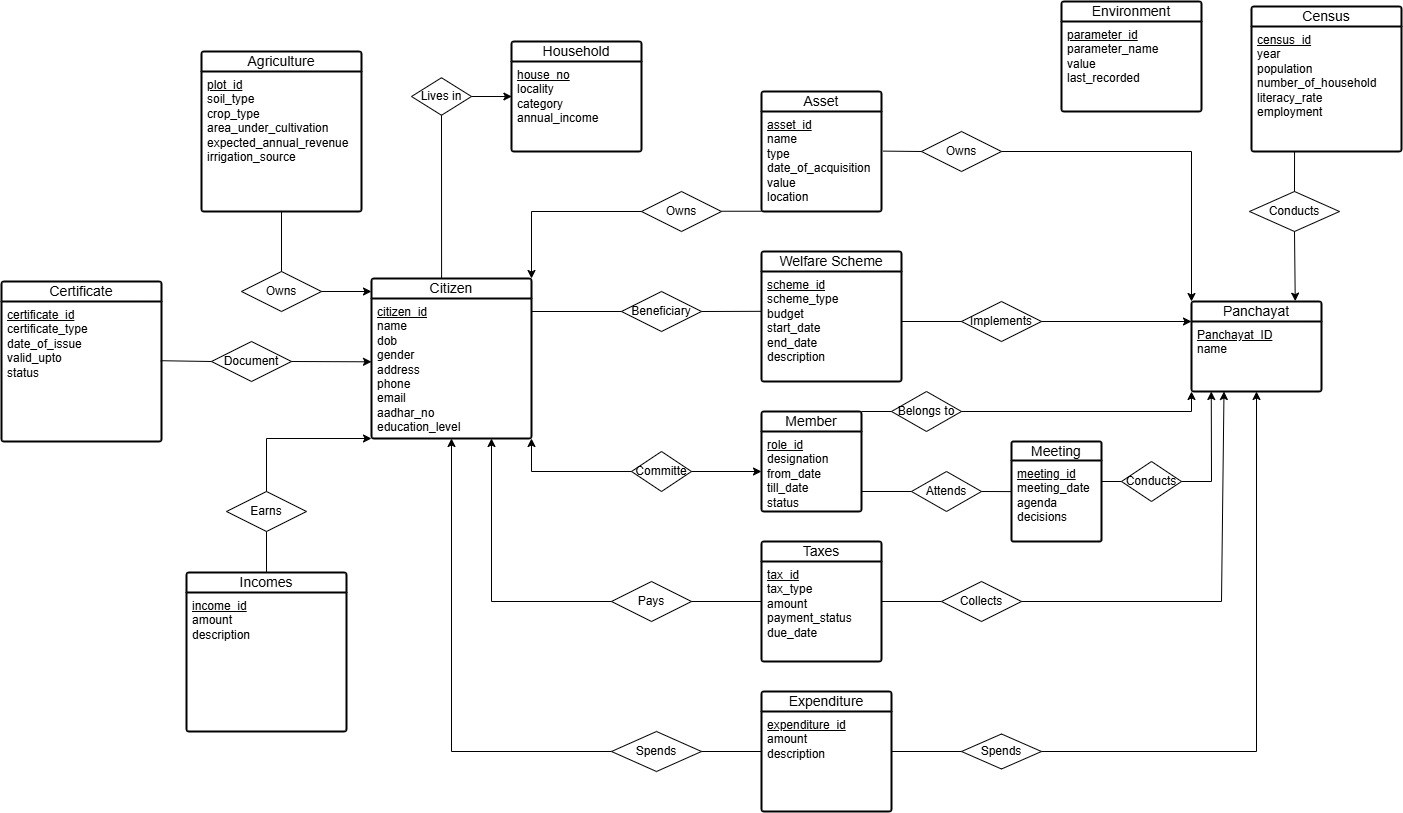 Environment
parameter_id
parameter_name
value
last_recorded
Census
census_id
year
population
number_of_household
literacy_rate
employment
Household
house_no
locality
category
annual_income
Agriculture
plot_id
soil_type
crop_type
area_under_cultivation
expected_annual_revenue
irrigation_source
Lives in
Asset
asset_id
name
type
date_of_acquisition
value
location
Owns
Owns
Conducts
Owns
Certificate
certificate_id
certificate_type
date_of_issue
valid_upto
status
Document
Citizen
citizen_id
name
dob
gender
address
phone
email
aadhar_no
education_level
Beneficiary
Welfare Scheme
scheme_id
scheme_type
budget
start_date
end_date
description
Implements
Panchayat
Panchayat_ID
name
Belongs to
Member
role_id
designation
from_date
till_date
status
Committe
Attends
Meeting
meeting_id
meeting_date
agenda
decisions
Conducts
Earns
Incomes
income_id
amount
description
Pays
Taxes
tax_id
tax_type
amount
payment_status
due_date
Collects
Spends
Expenditure
expenditure_id
amount
description
Spends